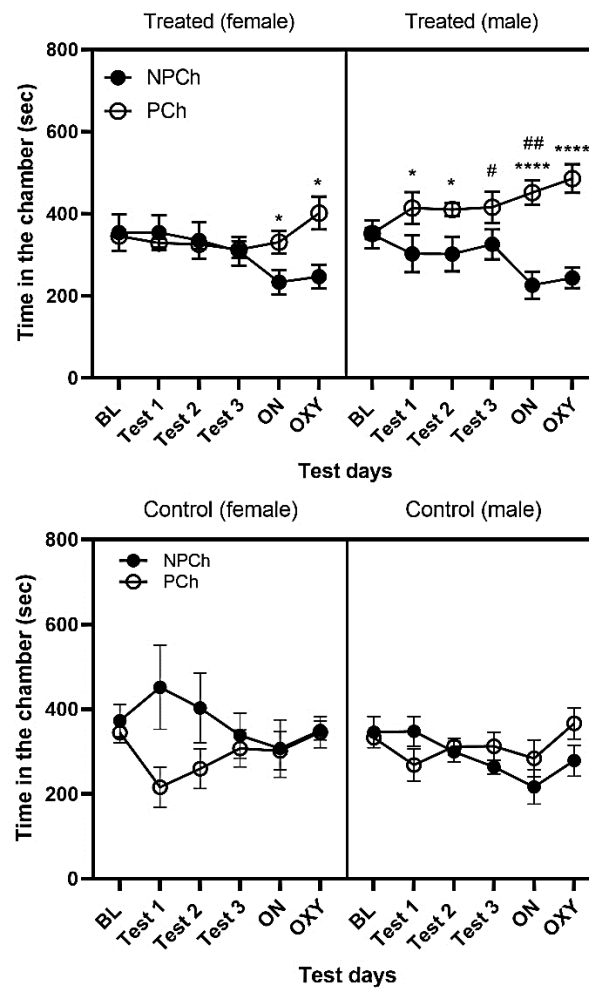 Treated (female)
Treated (male)
Time in the chamber (sec)
800
600
400
200
0
NPCh
PCh
*
*
*
*
#
##
****
****
BL
Test 1
Test 2
Test 3
ON
OXY
BL
Test 1
Test 2
Test 3
ON
OXY
Test days
Control (female)
Control (male)
Time in the chamber (sec)
800
600
400
200
0
NPCh
PCh
BL
Test 1
Test 2
Test 3
ON
OXY
BL
Test 1
Test 2
Test 3
ON
OXY
Test days